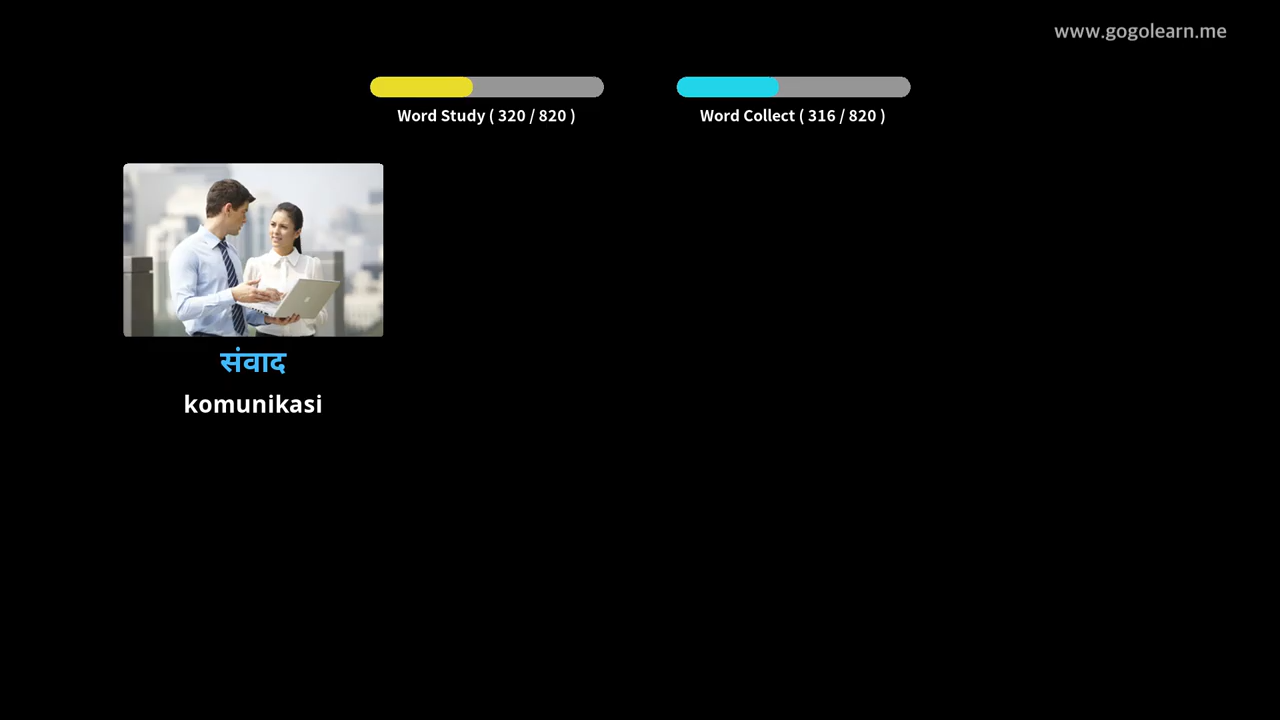 www.gogolearn.me
Word Study ( 320 / 820 )
Word Collect ( 316 / 820 )
संवाद
komunikasi